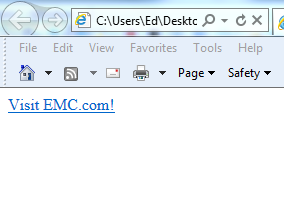 C:\Users\Ed\Desktc
File Edit View Favorites Tools Help
Page Safety
Visit EMC.com!